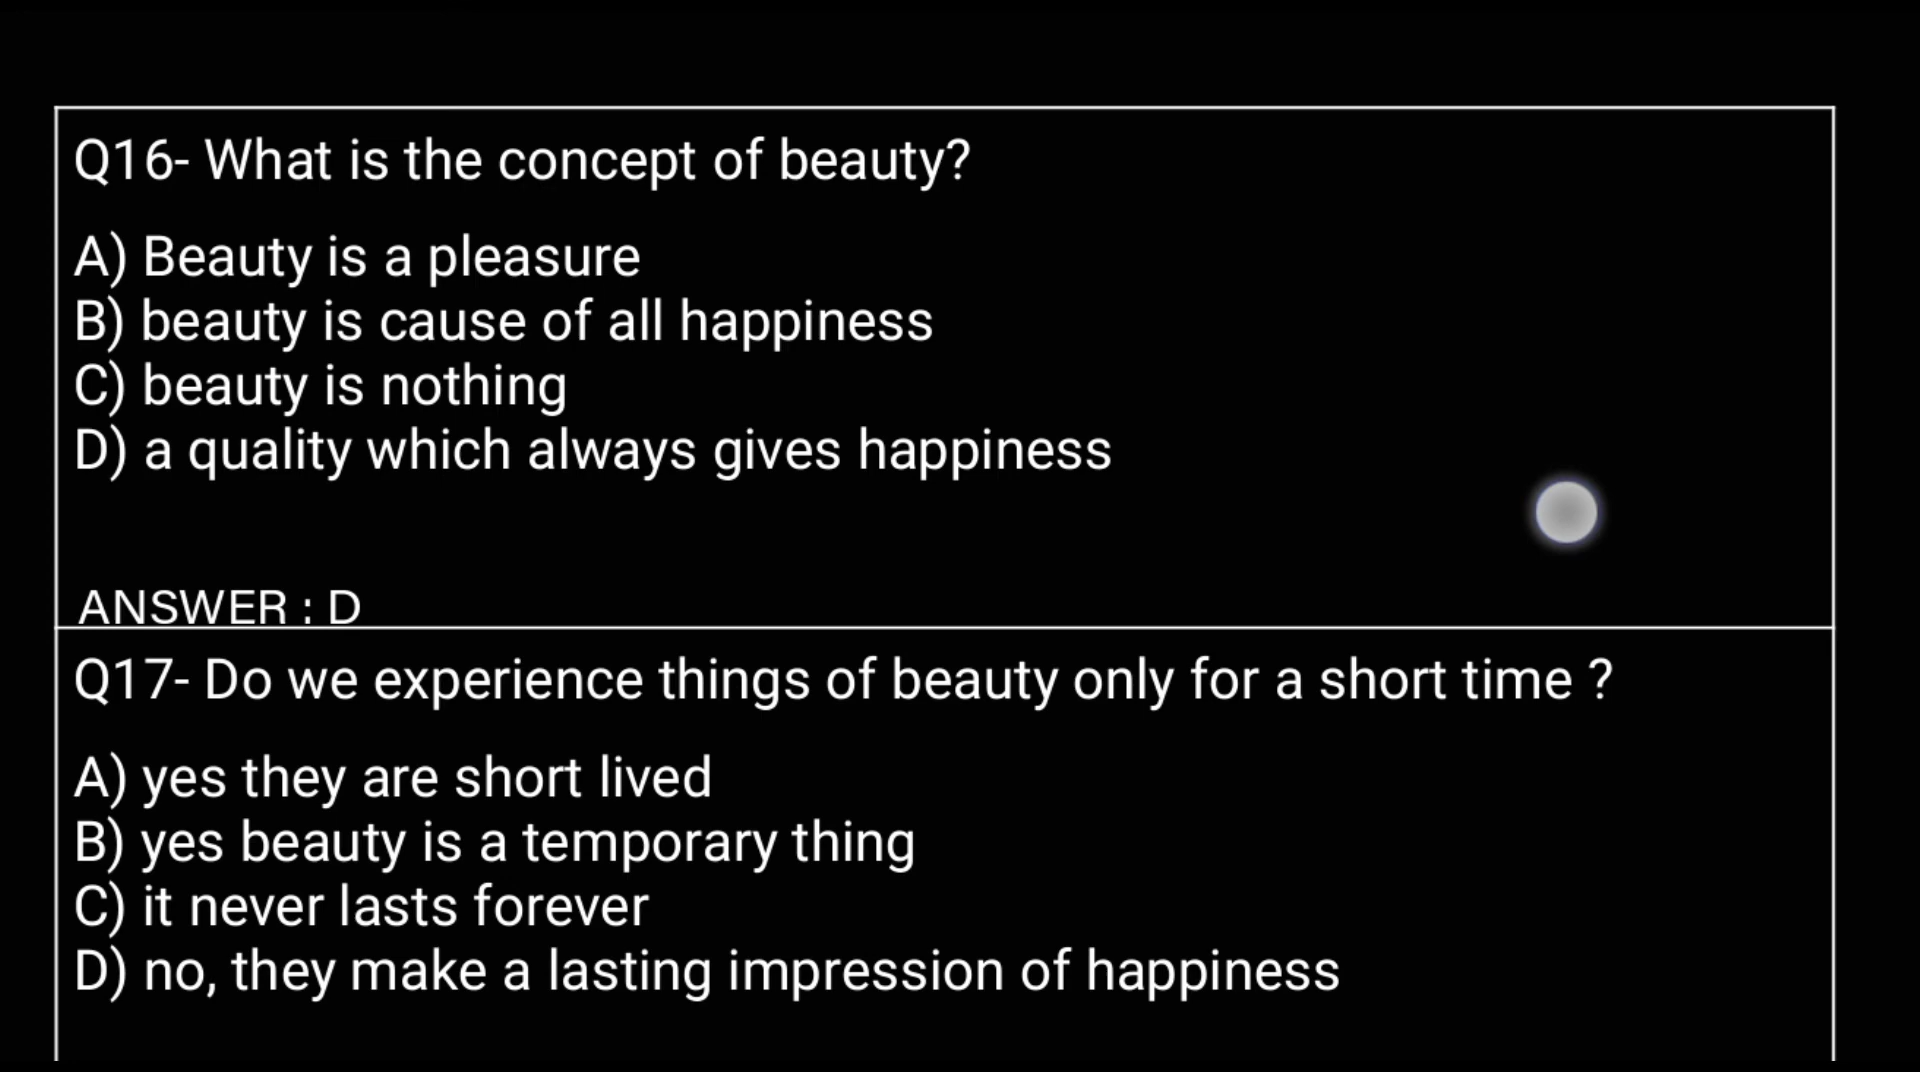 Q16- What is the concept of beauty?
A) Beauty is a pleasure
B) beauty is cause of all happiness
C) beauty is nothing
D) a quality which always gives happiness
ANSWER : D
Q17- Do we experience things of beauty only for a short time ?
A) yes they are short lived
B) yes beauty is a temporary thing
C) it never lasts forever
D) no, they make a lasting impression of happiness